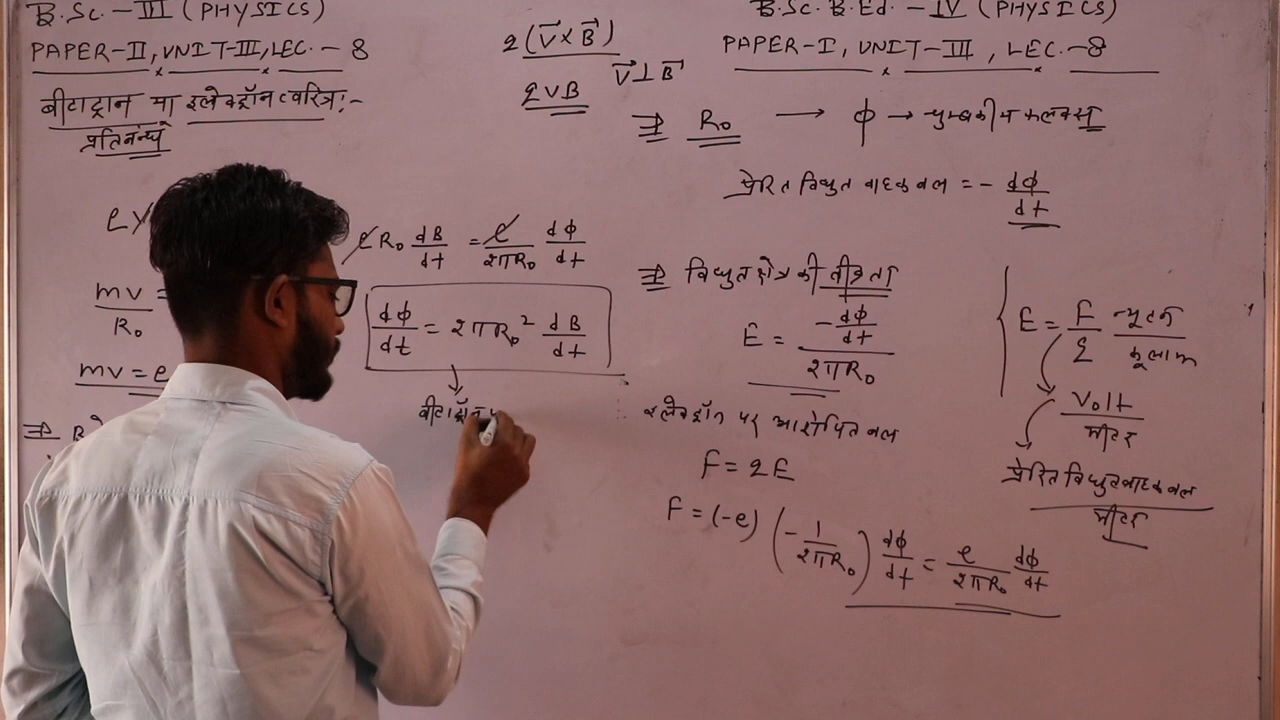 B.Sc. - III (PHYSICS)
PAPER-II, UNIT-III, LEC. - 8
बीटाट्रान या इलेक्ट्रॉन त्वरित्र:-
प्रतिबन्ध
mv
R₀
mv = e
⇒ B
e R₀ dB/dt = e/2πR₀ dϕ/dt
dϕ/dt = 2πR₀² dB/dt
बीटाट्रॉन
q(V⃗×B⃗)
V⃗⊥B⃗
qVB
B.Sc. B.Ed. - IV (PHYSICS)
PAPER-I, UNIT-III, LEC.-8
⇒ R₀ → ϕ → चुम्बकीय फ्लक्स
प्रेरित विधुत वाहक बल = - dϕ/dt
⇒ विधुत क्षेत्र की तीव्रता
E = -dϕ/dt / 2πR₀
इलेक्ट्रॉन पर आरोपित बल
F = qE
F = (-e) (-1/2πR₀) dϕ/dt = e/2πR₀ dϕ/dt
E = F/q न्यूटन/कूलाम
Volt/मीटर
प्रेरित विधुत वाहक बल
मीटर